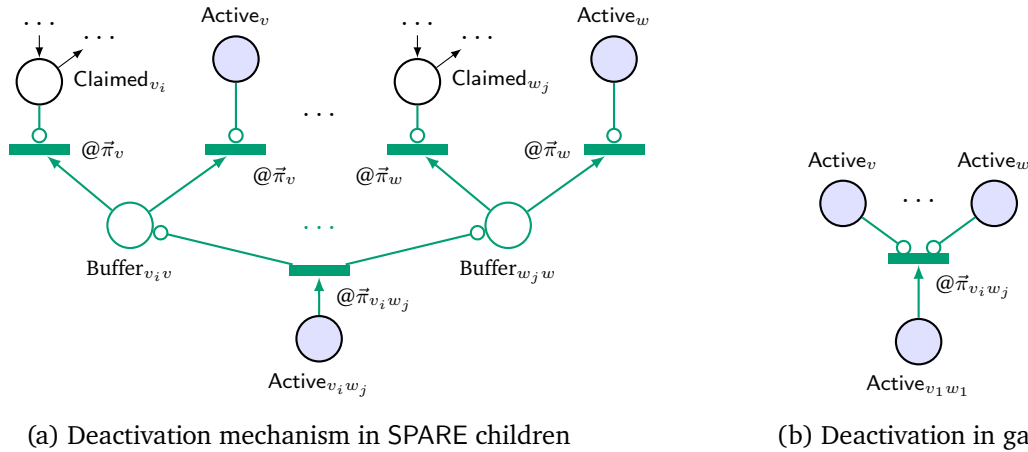 . . .
. . .
Active_v
Claimed_{v_i}
@π⃗_v
@π⃗_v
. . .
. . .
. . .
Active_w
Claimed_{w_j}
@π⃗_w
@π⃗_w
Buffer_{v_i v}
. . .
Buffer_{w_j w}
@π⃗_{v_i w_j}
Active_{v_i w_j}
(a) Deactivation mechanism in SPARE children
Active_v
Active_w
. . .
@π⃗_{v_i w_j}
Active_{v_1 w_1}
(b) Deactivation in ga